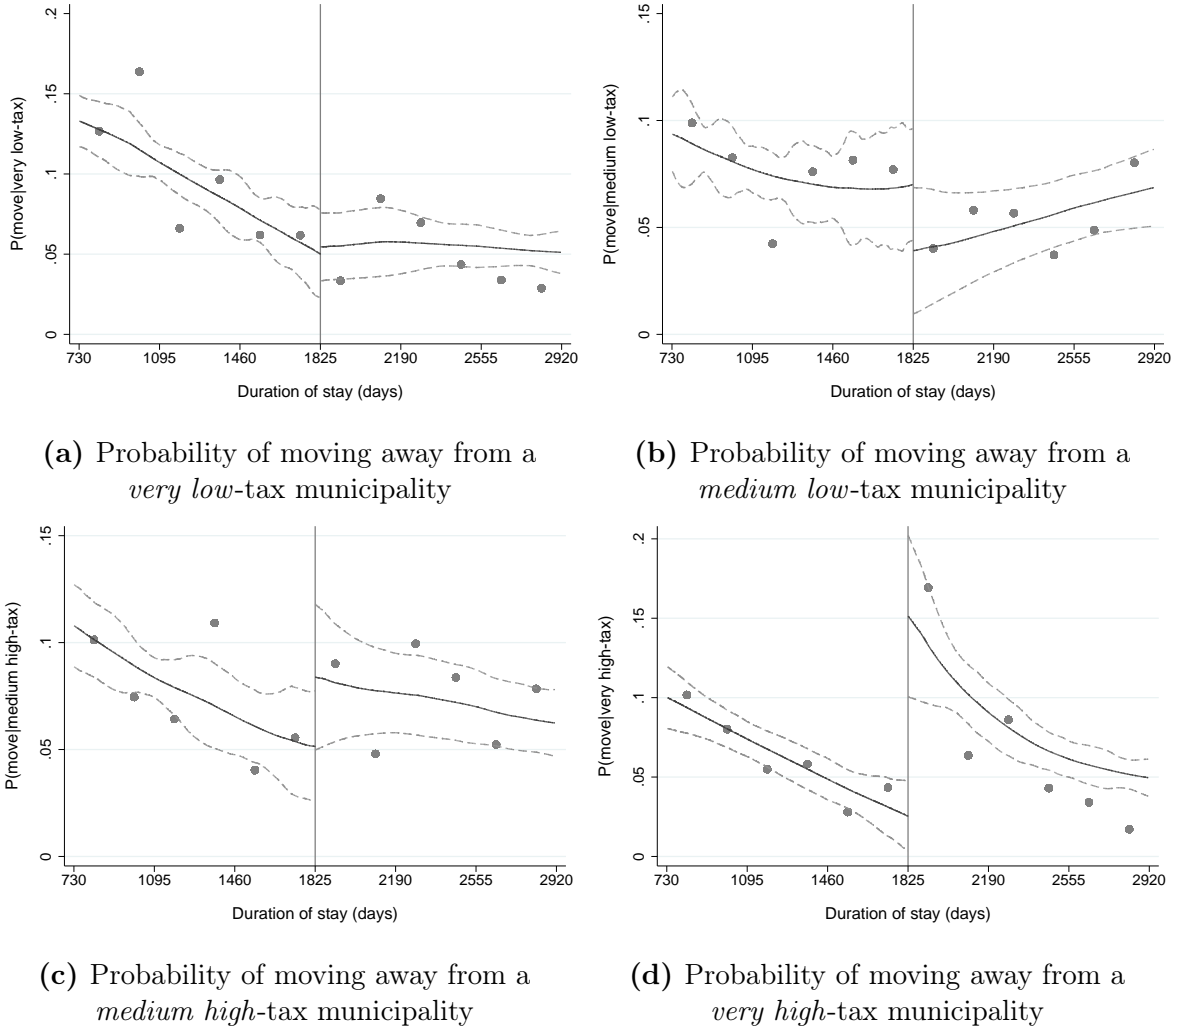 P(move|very low-tax)
.2
.15
.1
.05
0
730 1095 1460 1825 2190 2555 2920
Duration of stay (days)
(a) Probability of moving away from a
very low-tax municipality
P(move|medium low-tax)
.15
.1
.05
0
730 1095 1460 1825 2190 2555 2920
Duration of stay (days)
(b) Probability of moving away from a
medium low-tax municipality
P(move|medium high-tax)
.15
.1
.05
0
730 1095 1460 1825 2190 2555 2920
Duration of stay (days)
(c) Probability of moving away from a
medium high-tax municipality
P(move|very high-tax)
.2
.15
.1
.05
0
730 1095 1460 1825 2190 2555 2920
Duration of stay (days)
(d) Probability of moving away from a
very high-tax municipality